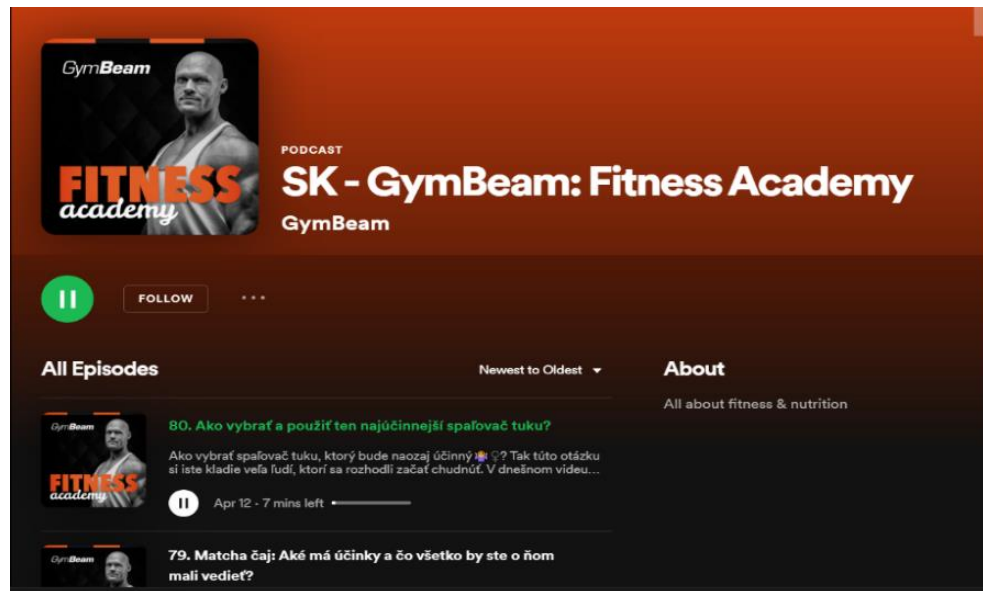 GymBeam
FITNESS
academy
PODCAST
SK - GymBeam: Fitness Academy
GymBeam
FOLLOW
All Episodes
Newest to Oldest
About
All about fitness & nutrition
GymBeam
FITNESS
academy
80. Ako vybrať a použiť ten najúčinnejší spaľovač tuku?
Ako vybrať spaľovač tuku, ktorý bude naozaj účinný 🤷‍♀? Tak túto otázku
si iste kladie veľa ľudí, ktorí sa rozhodli začať chudnúť. V dnešnom videu...
Apr 12 · 7 mins left
GymBeam
79. Matcha čaj: Aké má účinky a čo všetko by ste o ňom
mali vedieť?